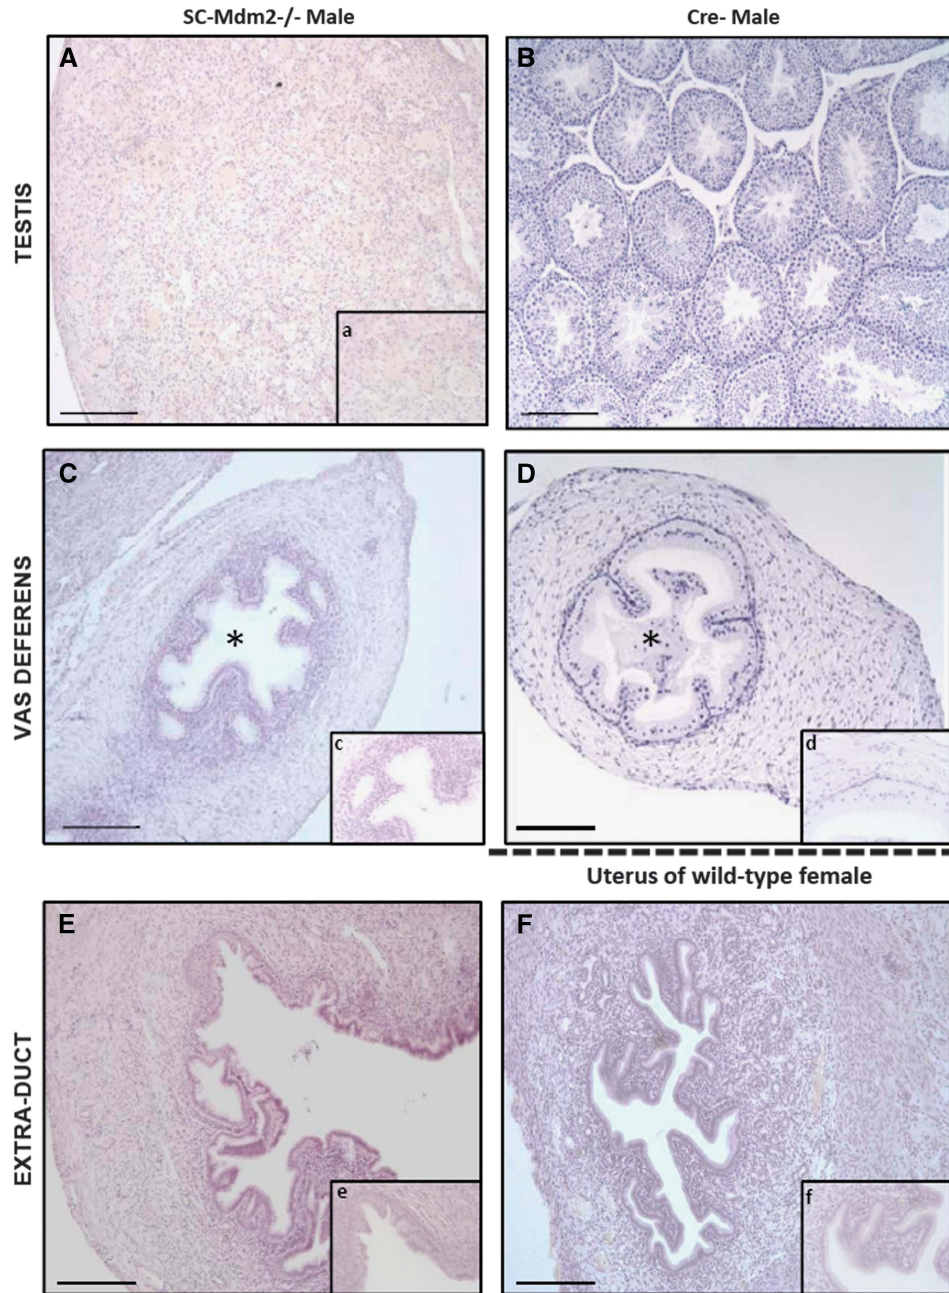 SC-Mdm2-/- Male
Cre- Male
TESTIS
A
a
B
VAS DEFERENS
C
*
c
D
*
d
Uterus of wild-type female
EXTRA-DUCT
E
e
F
f